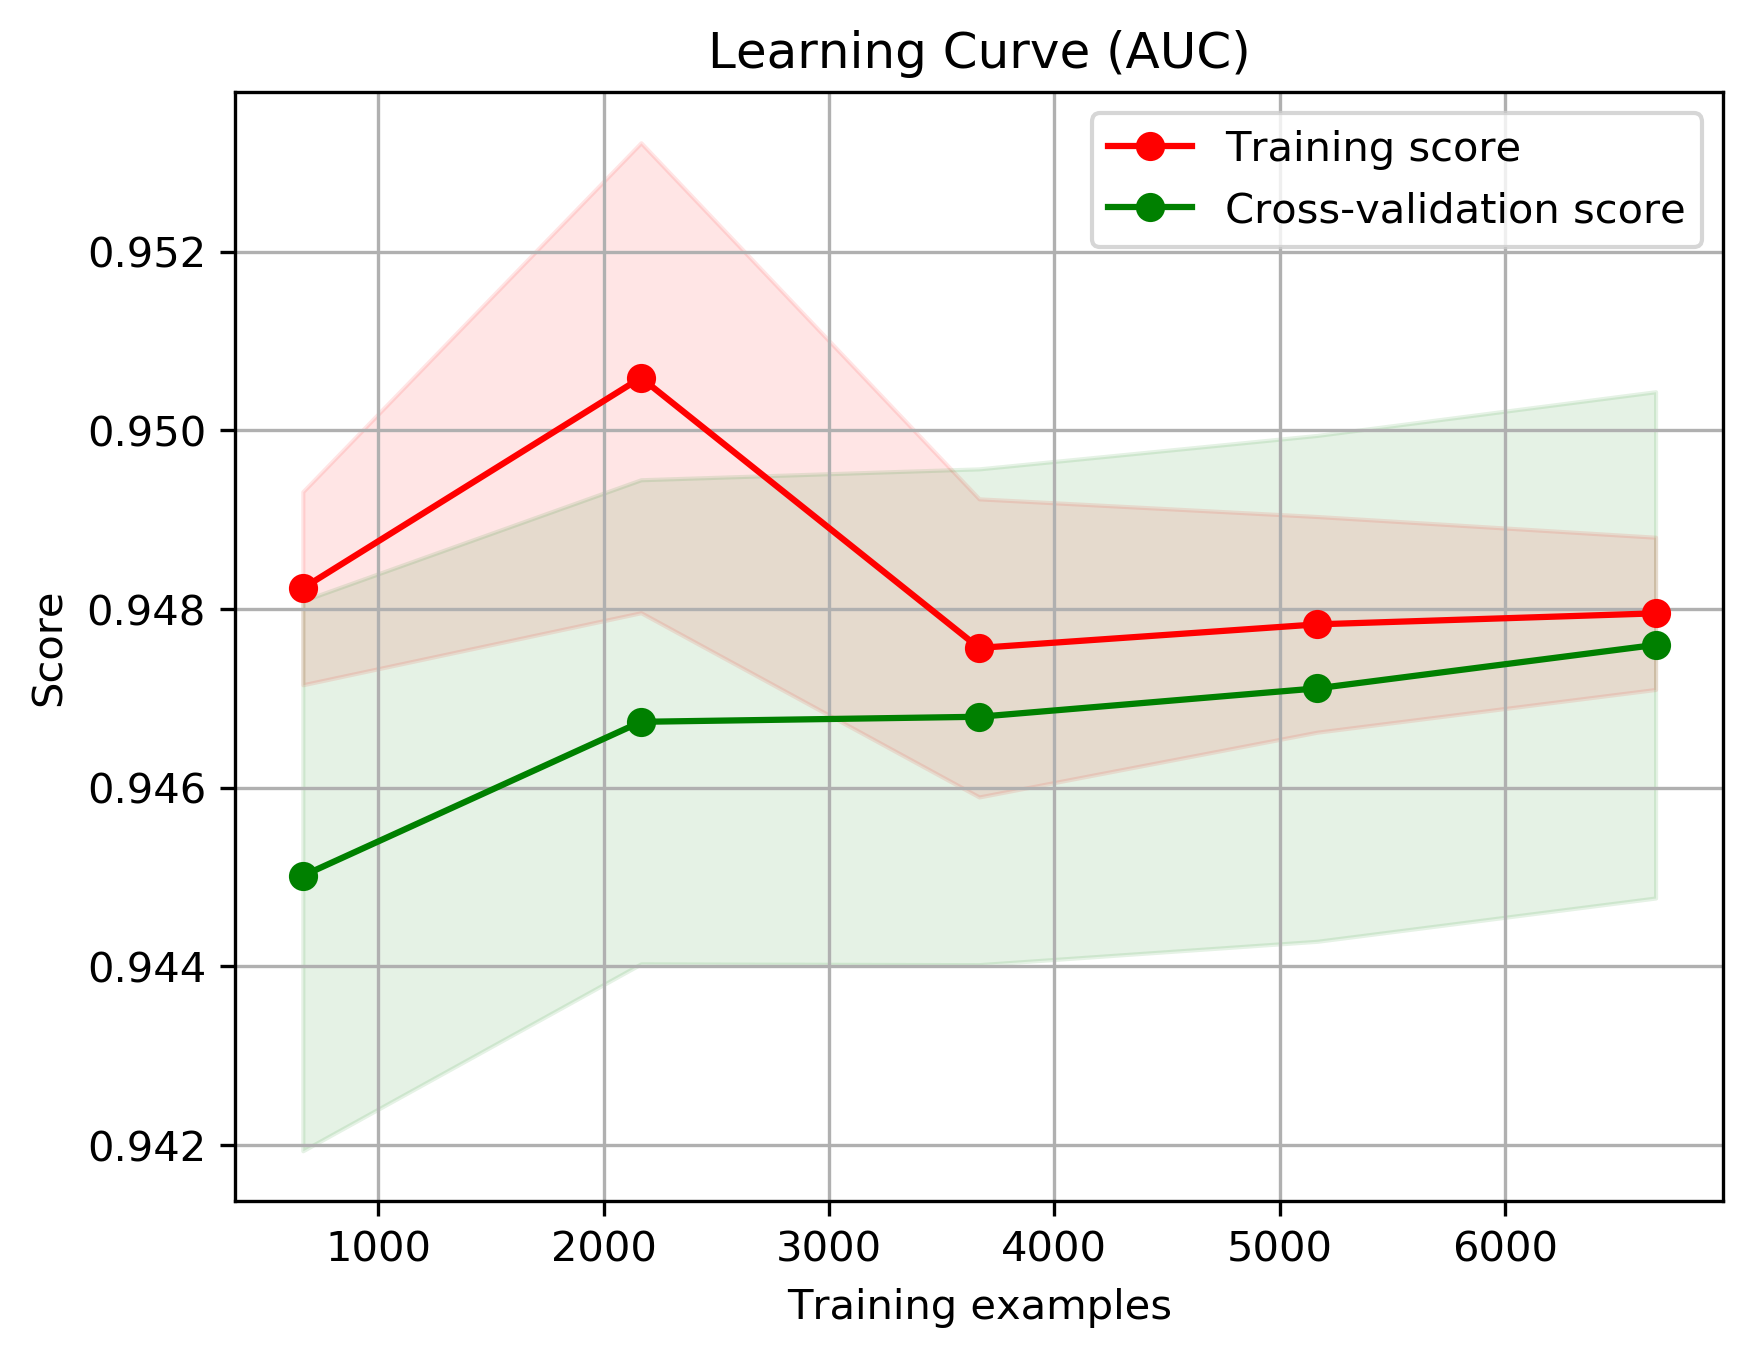 Learning Curve (AUC)
Training score
Cross-validation score
0.952
0.950
0.948
0.946
0.944
0.942
Score
1000 2000 3000 4000 5000 6000
Training examples